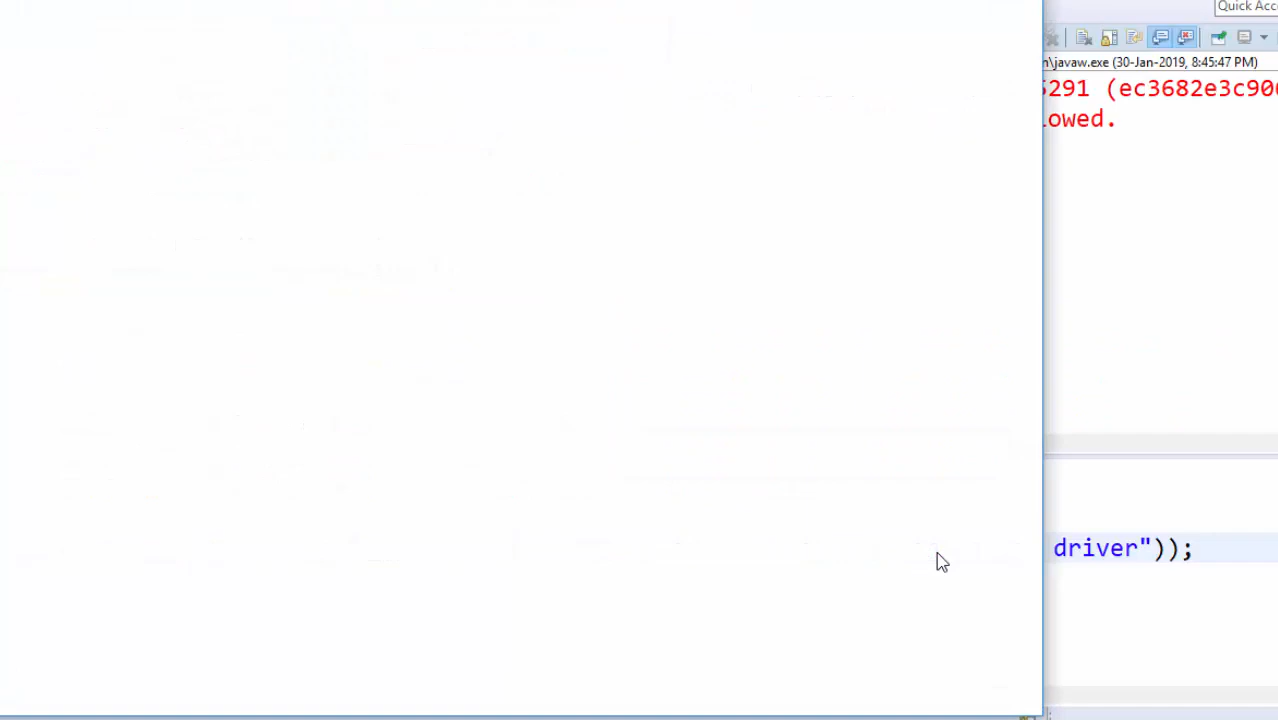 Quick Acc
n\javaw.exe (30-Jan-2019, 8:45:47 PM)
5291 (ec3682e3c90
lowed.
driver"));